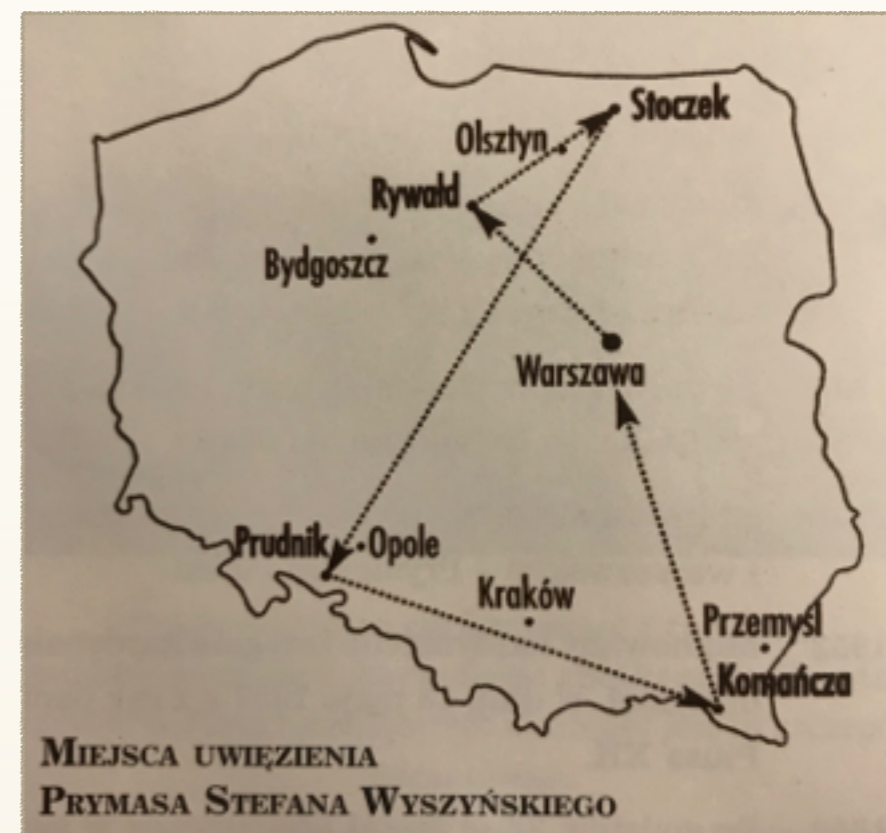 Stoczek
Olsztyn
Rywałd
Bydgoszcz
Warszawa
Prudnik
Opole
Kraków
Przemyśl
Komańcza
MIEJSCA UWIĘZIENIA
PRYMASA STEFANA WYSZYŃSKIEGO